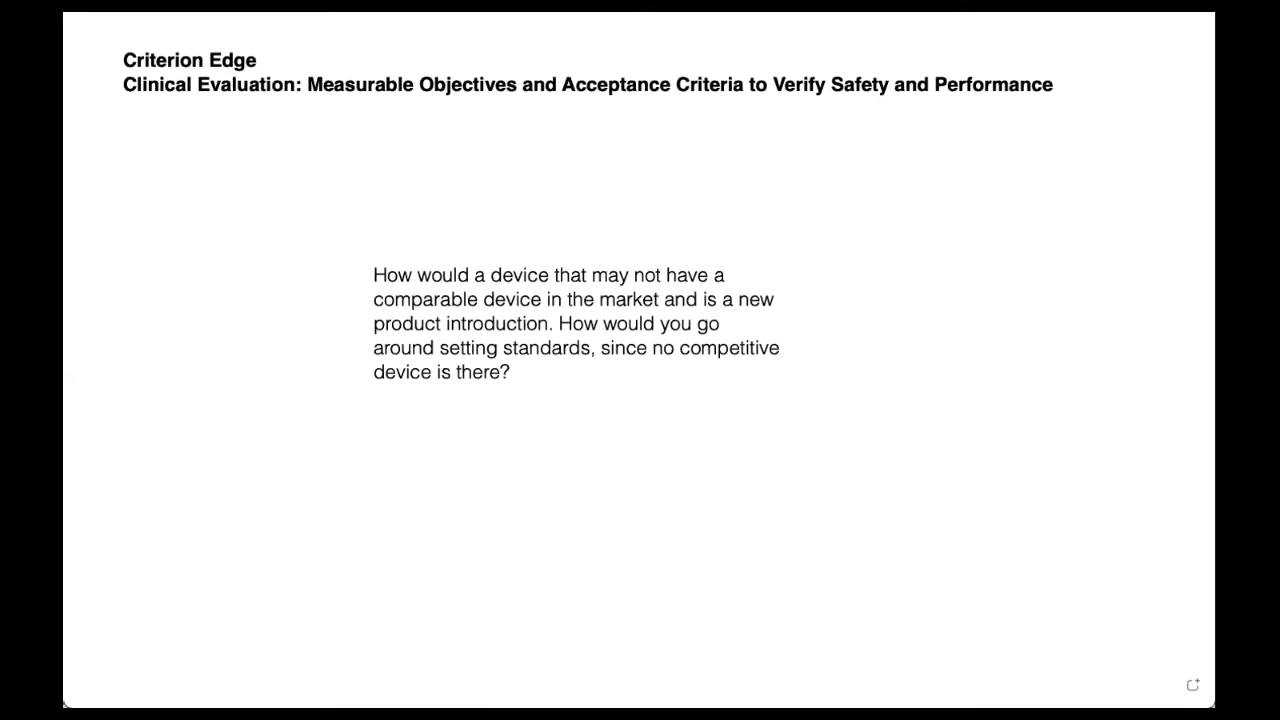 Criterion Edge
Clinical Evaluation: Measurable Objectives and Acceptance Criteria to Verify Safety and Performance
How would a device that may not have a
comparable device in the market and is a new
product introduction. How would you go
around setting standards, since no competitive
device is there?